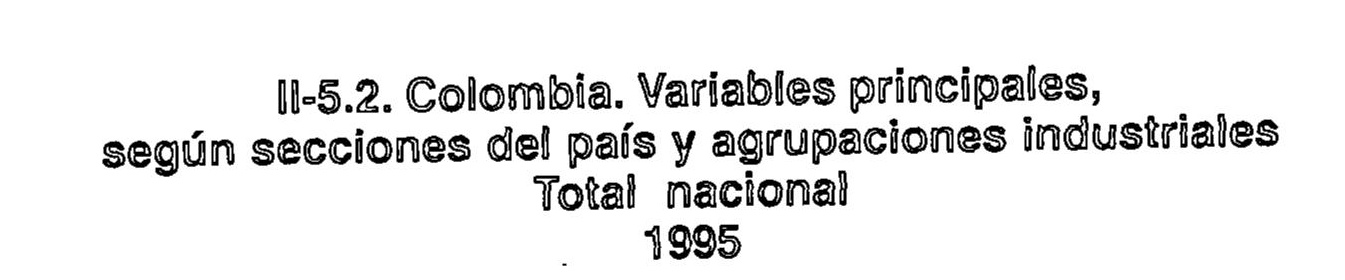 II-5.2. Colombia. Variables principales,
según secciones del país y agrupaciones industriales
Total nacional
1995